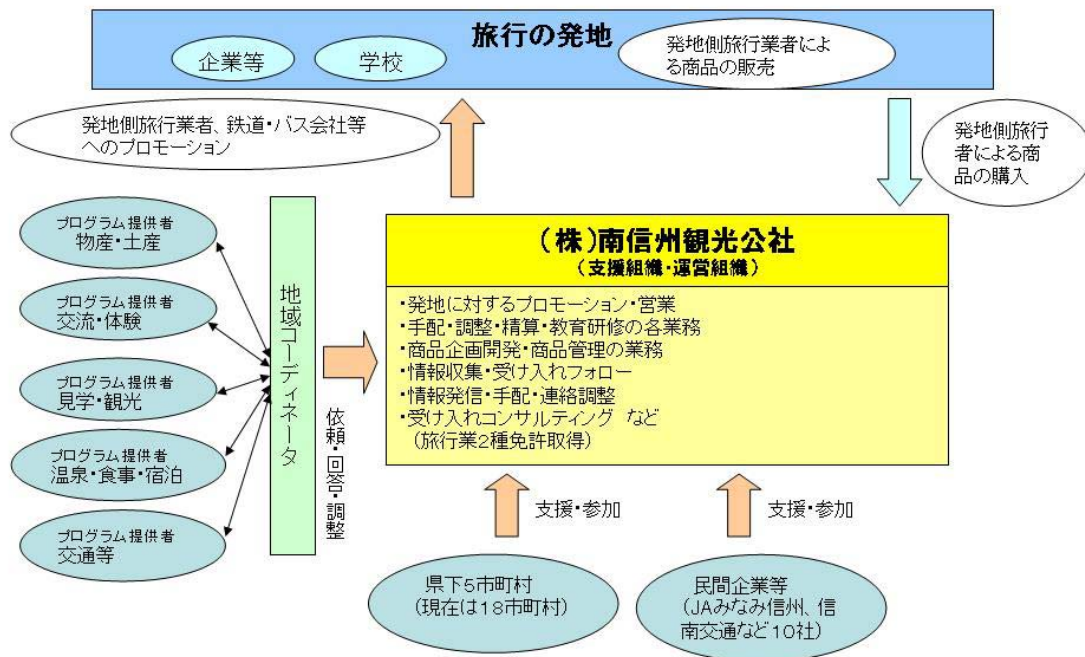 旅行の発地
企業等
学校
発地側旅行業者によ
る商品の販売
発地側旅行業者、鉄道・バス会社等
へのプロモーション
発地側旅行
者による商
品の購入
プログラム提供者
物産・土産
プログラム提供者
交流・体験
プログラム提供者
見学・観光
プログラム提供者
温泉・食事・宿泊
プログラム提供者
交通等
地域コーディネータ
依頼・回答・調整
(株)南信州観光公社
(支援組織・運営組織)
・発地に対するプロモーション・営業
・手配・調整・精算・教育研修の各業務
・商品企画開発・商品管理の業務
・情報収集・受け入れフォロー
・情報発信・手配・連絡調整
・受け入れコンサルティング など
(旅行業2種免許取得)
支援・参加
支援・参加
県下5市町村
(現在は18市町村)
民間企業等
(JAみなみ信州、信
南交通など10社)